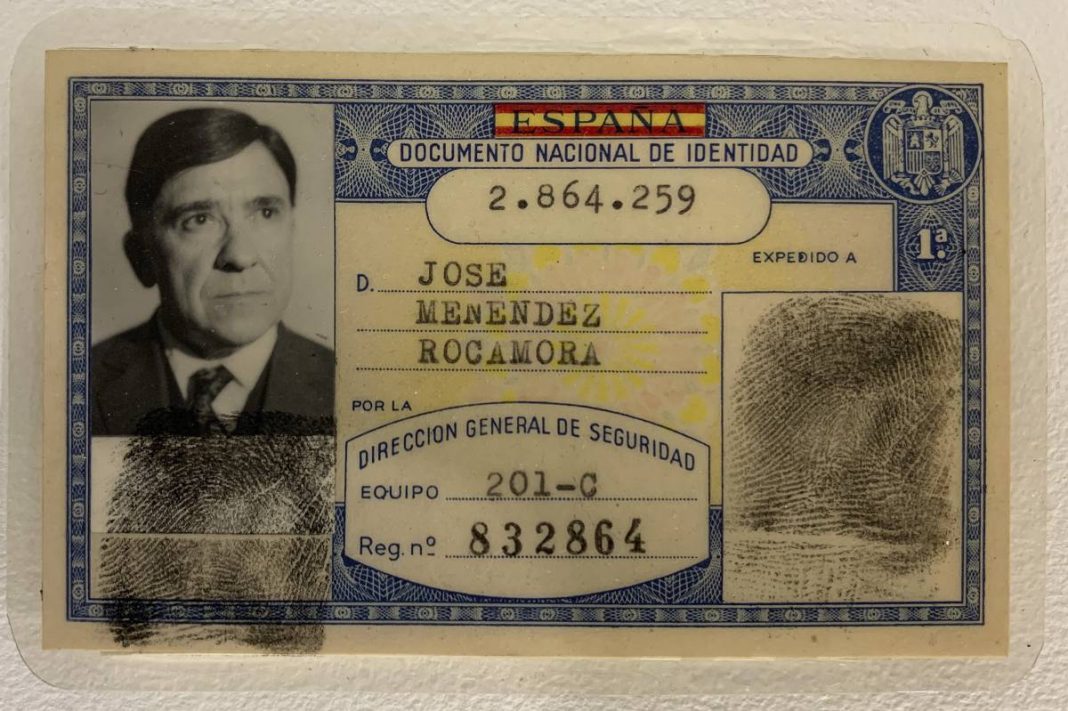 ESPAÑA
DOCUMENTO NACIONAL DE IDENTIDAD
2.864.259
1.ª
EXPEDIDO A
D. JOSE
MENENDEZ
ROCAMORA
POR LA
DIRECCION GENERAL DE SEGURIDAD
EQUIPO 201-C
Reg. nº 832864